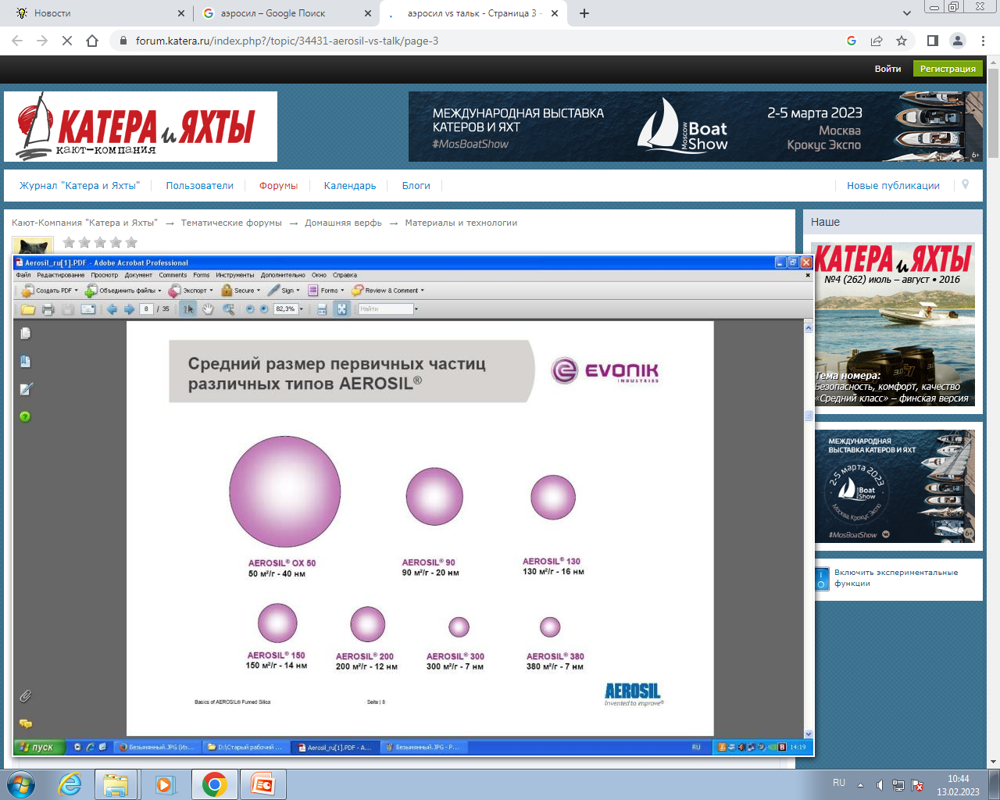 Новости
аэросил – Google Поиск
аэросил vs тальк - Страница 3 -
forum.katera.ru/index.php?/topic/34431-aerosil-vs-talk/page-3
Войти
Регистрация
КАТЕРА и ЯХТЫ
кают-компания
МЕЖДУНАРОДНАЯ ВЫСТАВКА
КАТЕРОВ И ЯХТ
#MosBoatShow
Moscow
Boat
Show
2-5 марта 2023
Москва
Крокус Экспо
6+
Журнал "Катера и Яхты"
Пользователи
Форумы
Календарь
Блоги
Новые публикации
Кают-Компания "Катера и Яхты" → Тематические форумы → Домашняя верфь → Материалы и технологии
Наше
Aerosil_ru[1].PDF - Adobe Acrobat Professional
Файл Редактирование Просмотр Документ Comments Forms Инструменты Дополнительно Окно Справка
Создать PDF
Объединить файлы
Экспорт
Secure
Sign
Forms
Review & Comment
8 / 35
82,3%
Найти
Средний размер первичных частиц
различных типов AEROSIL®
EVONIK
INDUSTRIES
AEROSIL® OX 50
50 м²/г - 40 нм
AEROSIL® 90
90 м²/г - 20 нм
AEROSIL® 130
130 м²/г - 16 нм
AEROSIL® 150
150 м²/г - 14 нм
AEROSIL® 200
200 м²/г - 12 нм
AEROSIL® 300
300 м²/г - 7 нм
AEROSIL® 380
380 м²/г - 7 нм
Basics of AEROSIL® Fumed Silica
Seite | 8
AEROSIL
Invented to improve®
пуск
Безымянный.JPG (Из...
D:\Старый рабочий ...
Aerosil_ru[1].PDF - A...
Безымянный.JPG - P...
RU
14:19
КАТЕРА и ЯХТЫ
№4 (262) июль – август • 2016
Тема номера:
Безопасность, комфорт, качество
«Средний класс» – финская версия
МЕЖДУНАРОДНАЯ
ВЫСТАВКА КАТЕРОВ И ЯХТ
2-5 марта 2023
Boat
Show
Москва, Крокус Экспо
#MosBoatShow
6+
Включить экспериментальные
функции
RU
10:44
13.02.2023